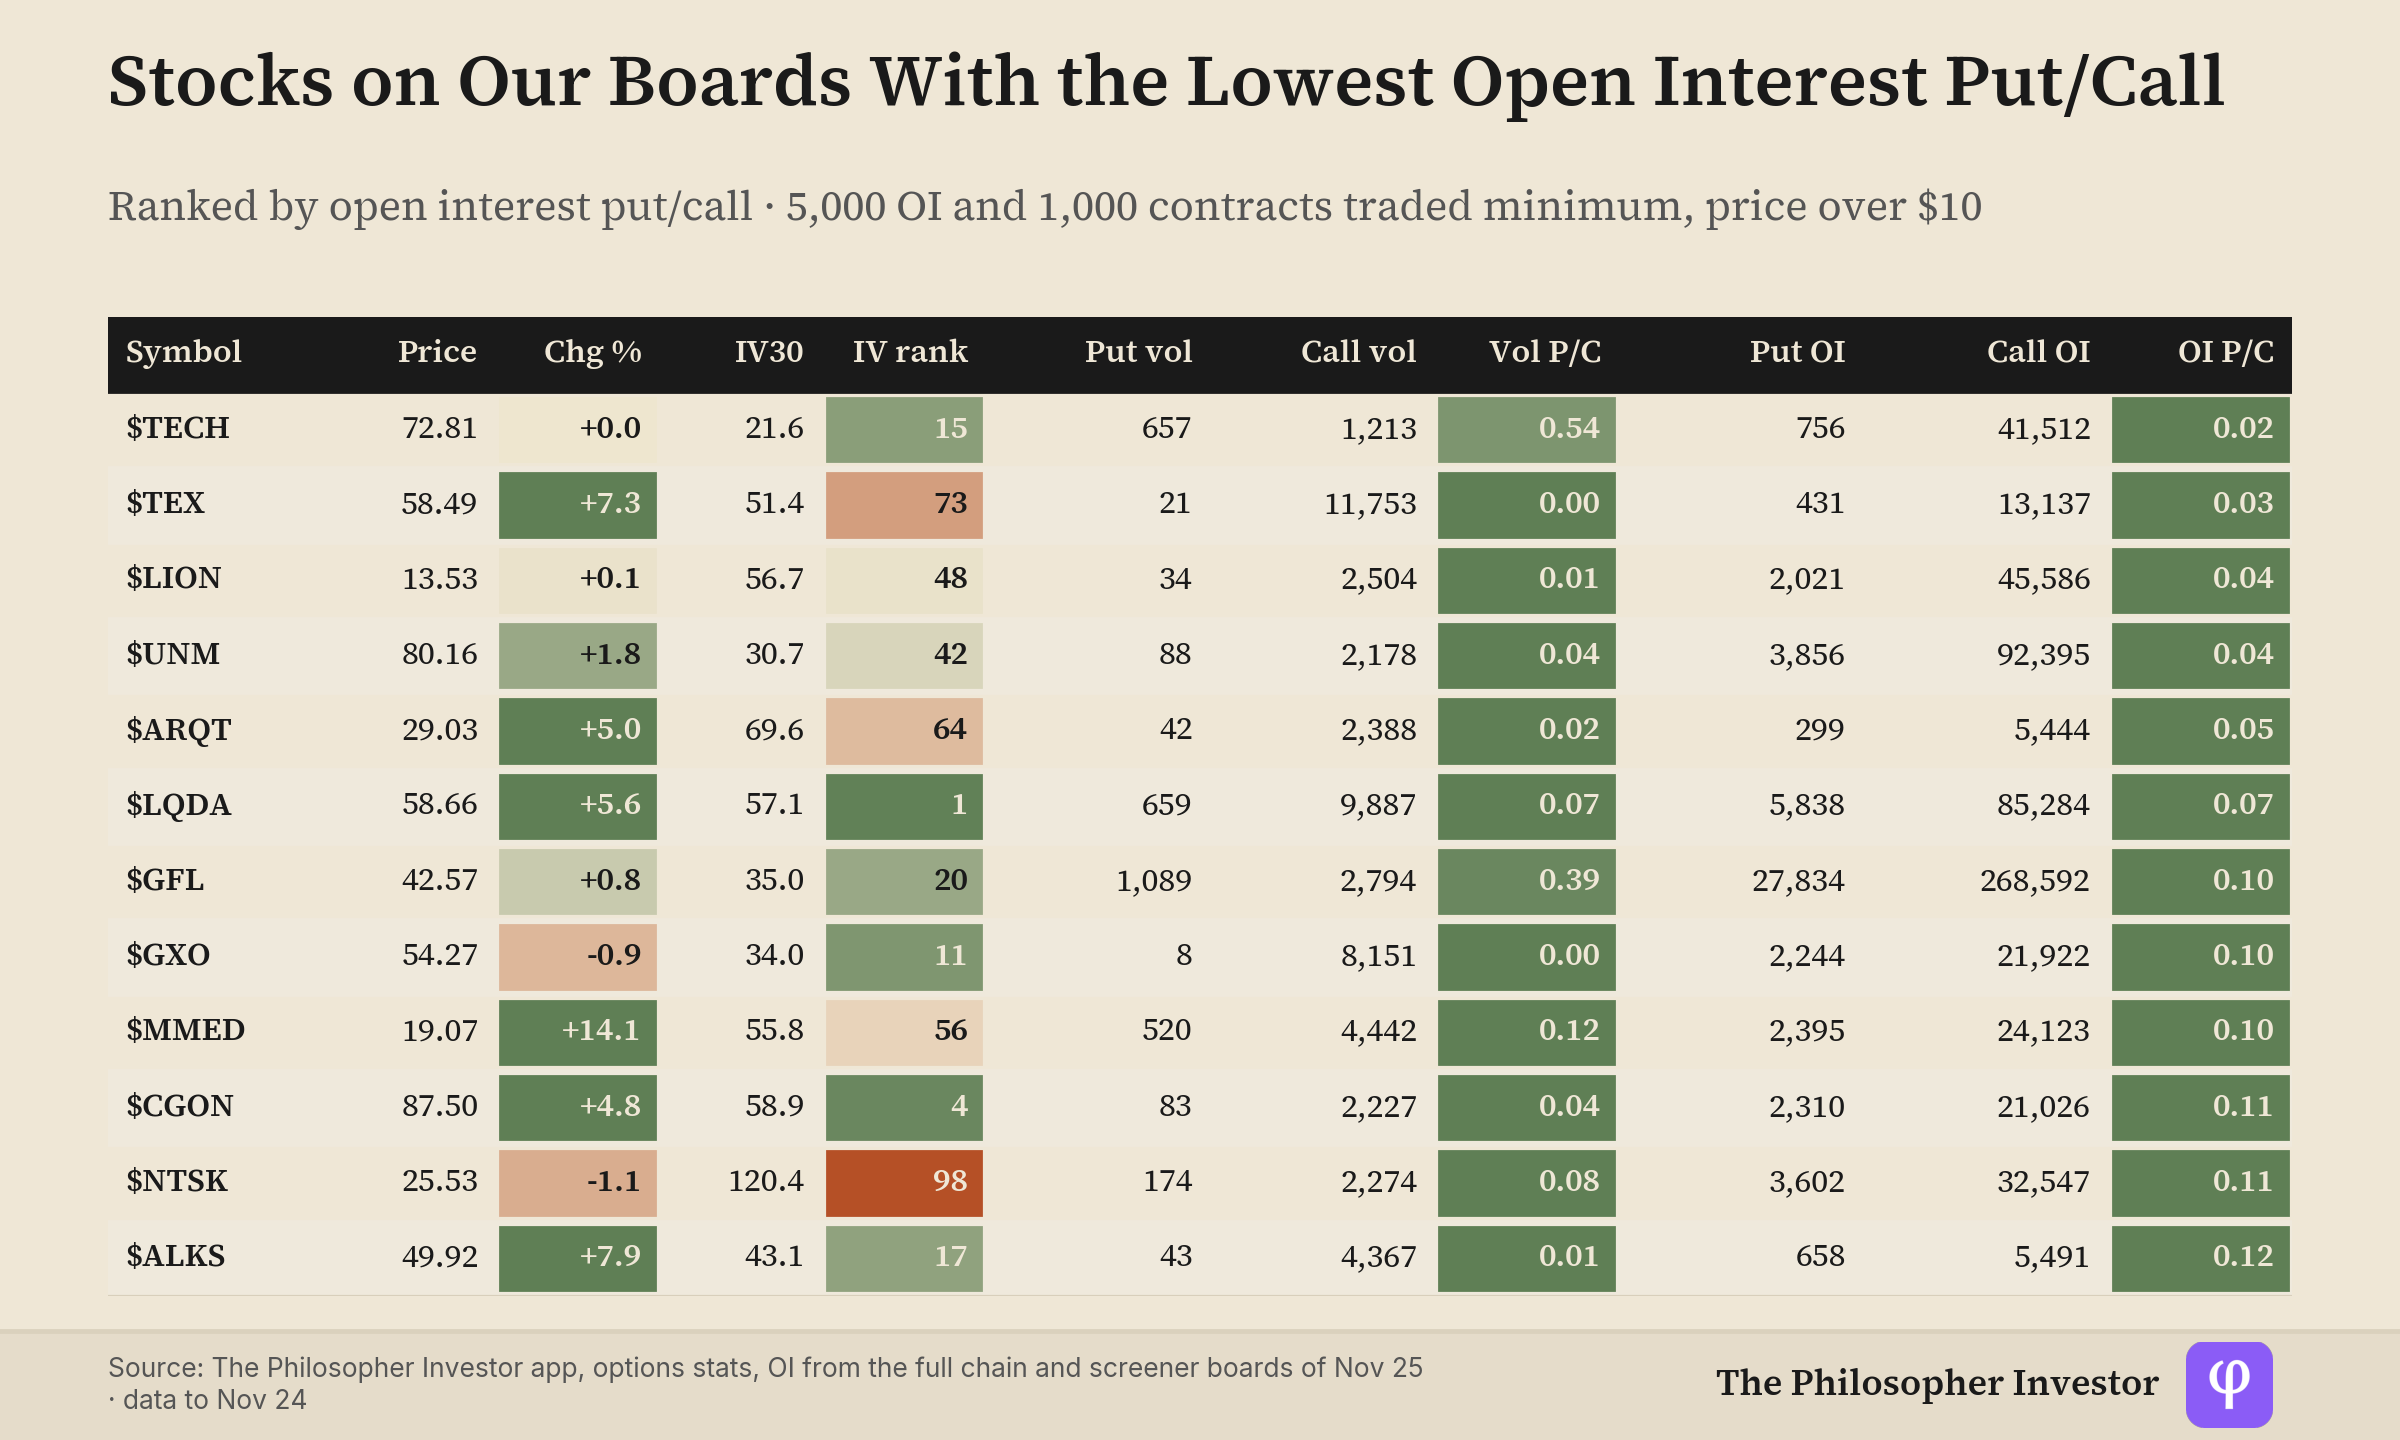 Stocks on Our Boards With the Lowest Open Interest Put/Call
Ranked by open interest put/call · 5,000 OI and 1,000 contracts traded minimum, price over $10
Symbol Price Chg % IV30 IV rank Put vol Call vol Vol P/C Put OI Call OI OI P/C
$TECH 72.81 +0.0 21.6 15 657 1,213 0.54 756 41,512 0.02
$TEX 58.49 +7.3 51.4 73 21 11,753 0.00 431 13,137 0.03
$LION 13.53 +0.1 56.7 48 34 2,504 0.01 2,021 45,586 0.04
$UNM 80.16 +1.8 30.7 42 88 2,178 0.04 3,856 92,395 0.04
$ARQT 29.03 +5.0 69.6 64 42 2,388 0.02 299 5,444 0.05
$LQDA 58.66 +5.6 57.1 1 659 9,887 0.07 5,838 85,284 0.07
$GFL 42.57 +0.8 35.0 20 1,089 2,794 0.39 27,834 268,592 0.10
$GXO 54.27 -0.9 34.0 11 8 8,151 0.00 2,244 21,922 0.10
$MMED 19.07 +14.1 55.8 56 520 4,442 0.12 2,395 24,123 0.10
$CGON 87.50 +4.8 58.9 4 83 2,227 0.04 2,310 21,026 0.11
$NTSK 25.53 -1.1 120.4 98 174 2,274 0.08 3,602 32,547 0.11
$ALKS 49.92 +7.9 43.1 17 43 4,367 0.01 658 5,491 0.12
Source: The Philosopher Investor app, options stats, OI from the full chain and screener boards of Nov 25
· data to Nov 24
The Philosopher Investor φ